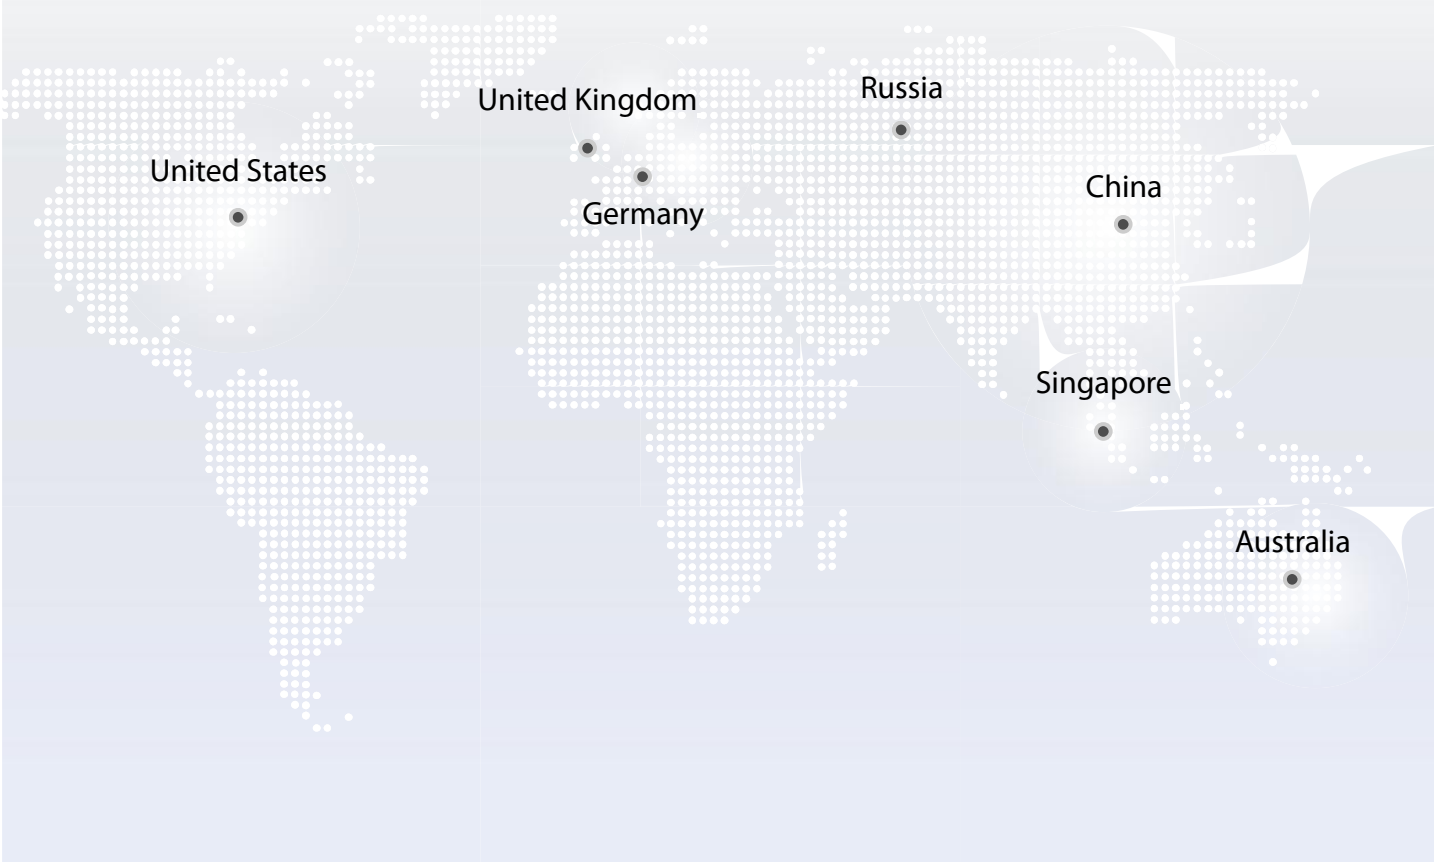 Russia
United Kingdom
United States
China
Germany
Singapore
Australia